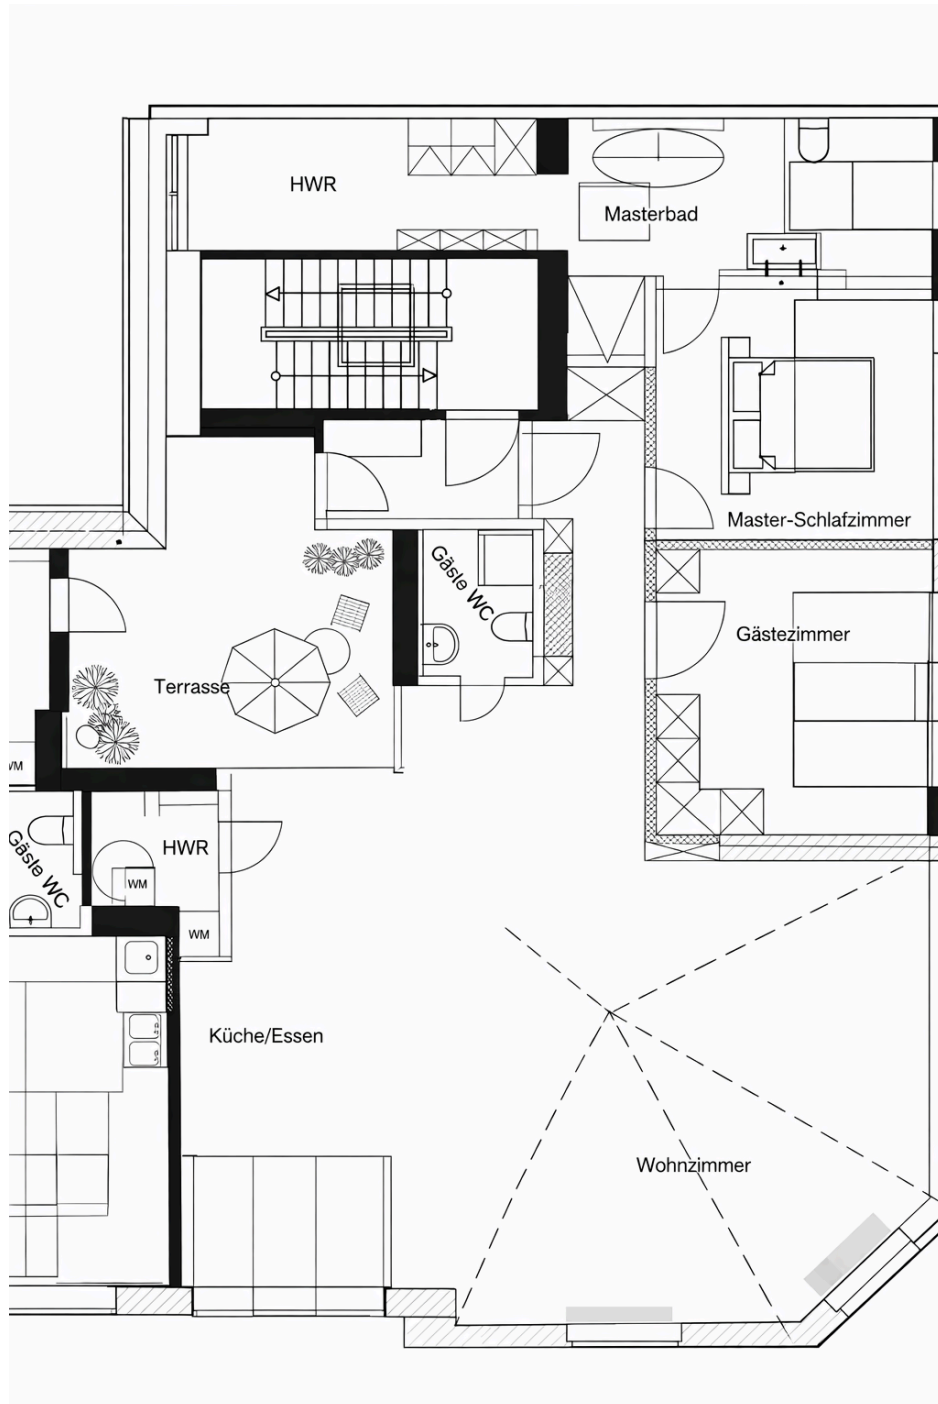 HWR
Masterbad
Master-Schlafzimmer
Gäste WC
Gästezimmer
Terrasse
WM
HWR
Gäste WC
WM
WM
Küche/Essen
Wohnzimmer